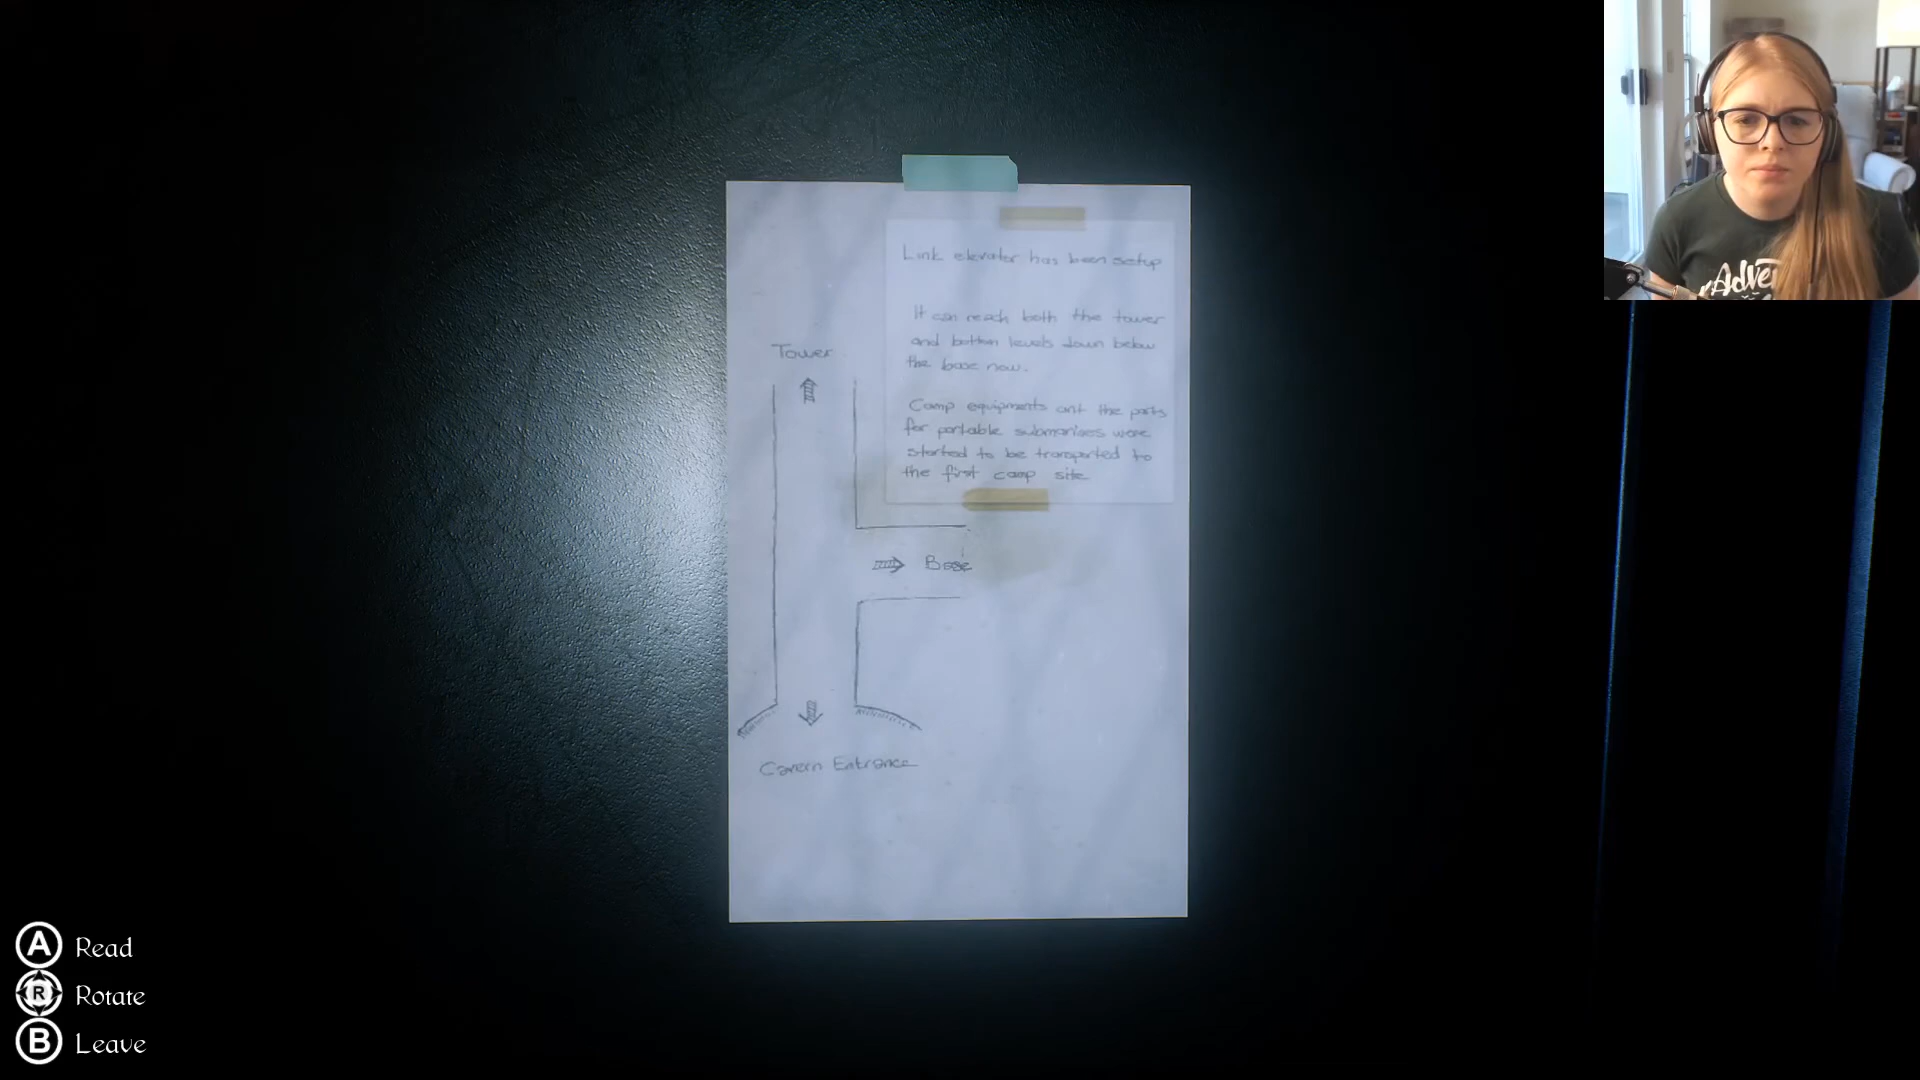 Link elevator has been setup
It can reach both the tower
and bottom levels down below
the base now.
Camp equipments and the parts
for portable submarines were
started to be transported to
the first camp site
Tower
Base
Cavern Entrance
Adve
A Read
R Rotate
B Leave